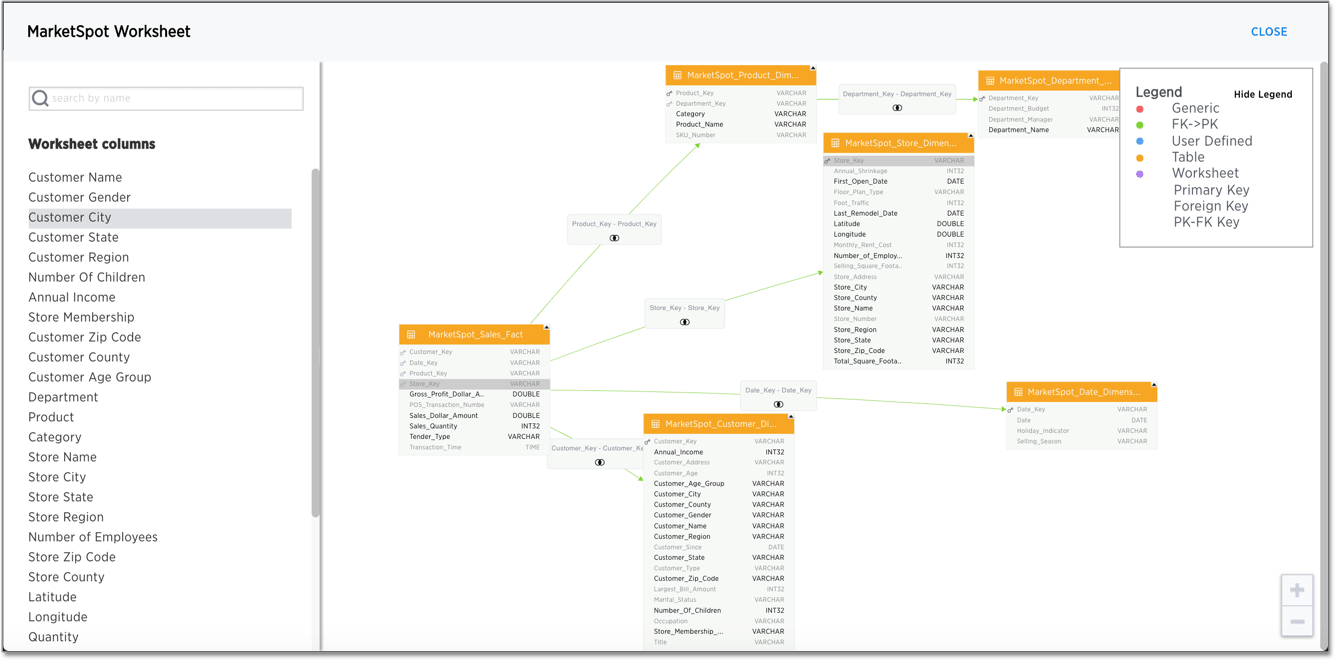 MarketSpot Worksheet
CLOSE
search by name
Worksheet columns
Customer Name
Customer Gender
Customer City
Customer State
Customer Region
Number Of Children
Annual Income
Store Membership
Customer Zip Code
Customer County
Customer Age Group
Department
Product
Category
Store Name
Store City
Store State
Store Region
Number of Employees
Store Zip Code
Store County
Latitude
Longitude
Quantity
MarketSpot_Product_Dim...
Product_Key VARCHAR
Department_Key VARCHAR
Category VARCHAR
Product_Name VARCHAR
SKU_Number VARCHAR
Department_Key - Department_Key
MarketSpot_Department_...
Department_Key VARCHAR
Department_Budget INT32
Department_Manager VARCHAR
Department_Name VARCHAR
Legend
Hide Legend
Generic
FK->PK
User Defined
Table
Worksheet
Primary Key
Foreign Key
PK-FK Key
MarketSpot_Store_Dimen...
Store_Key VARCHAR
Annual_Shrinkage INT32
First_Open_Date DATE
Floor_Plan_Type VARCHAR
Foot_Traffic INT32
Last_Remodel_Date DATE
Latitude DOUBLE
Longitude DOUBLE
Monthly_Rent_Cost INT32
Number_of_Employ... INT32
Selling_Square_Foota.. INT32
Store_Address VARCHAR
Store_City VARCHAR
Store_County VARCHAR
Store_Name VARCHAR
Store_Number VARCHAR
Store_Region VARCHAR
Store_State VARCHAR
Store_Zip_Code VARCHAR
Total_Square_Foota.. INT32
Product_Key - Product_Key
Store_Key - Store_Key
MarketSpot_Sales_Fact
Customer_Key VARCHAR
Date_Key VARCHAR
Product_Key VARCHAR
Store_Key VARCHAR
Gross_Profit_Dollar_A.. DOUBLE
POS_Transaction_Numbe VARCHAR
Sales_Dollar_Amount DOUBLE
Sales_Quantity INT32
Tender_Type VARCHAR
Transaction_Time TIME
Date_Key - Date_Key
Customer_Key - Customer_Ke
MarketSpot_Date_Dimens...
Date_Key VARCHAR
Date DATE
Holiday_Indicator VARCHAR
Selling_Season VARCHAR
MarketSpot_Customer_Di...
Customer_Key VARCHAR
Annual_Income INT32
Customer_Address VARCHAR
Customer_Age INT32
Customer_Age_Group VARCHAR
Customer_City VARCHAR
Customer_County VARCHAR
Customer_Gender VARCHAR
Customer_Name VARCHAR
Customer_Region VARCHAR
Customer_Since DATE
Customer_State VARCHAR
Customer_Type VARCHAR
Customer_Zip_Code VARCHAR
Largest_Bill_Amount INT32
Marital_Status VARCHAR
Number_Of_Children INT32
Occupation VARCHAR
Store_Membership_... VARCHAR
Title VARCHAR